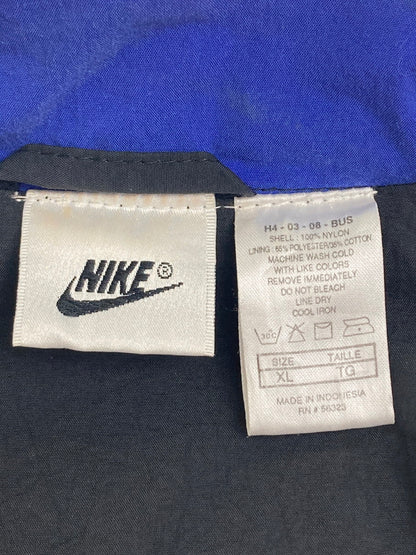 NIKE®
H4 - 03 - 08 - BUS
SHELL : 100% NYLON
LINING : 65% POLYESTER/35% COTTON
MACHINE WASH COLD
WITH LIKE COLORS
REMOVE IMMEDIATELY
DO NOT BLEACH
LINE DRY
COOL IRON
30C
SIZE TAILLE
XL TG
MADE IN INDONESIA
RN # 56323